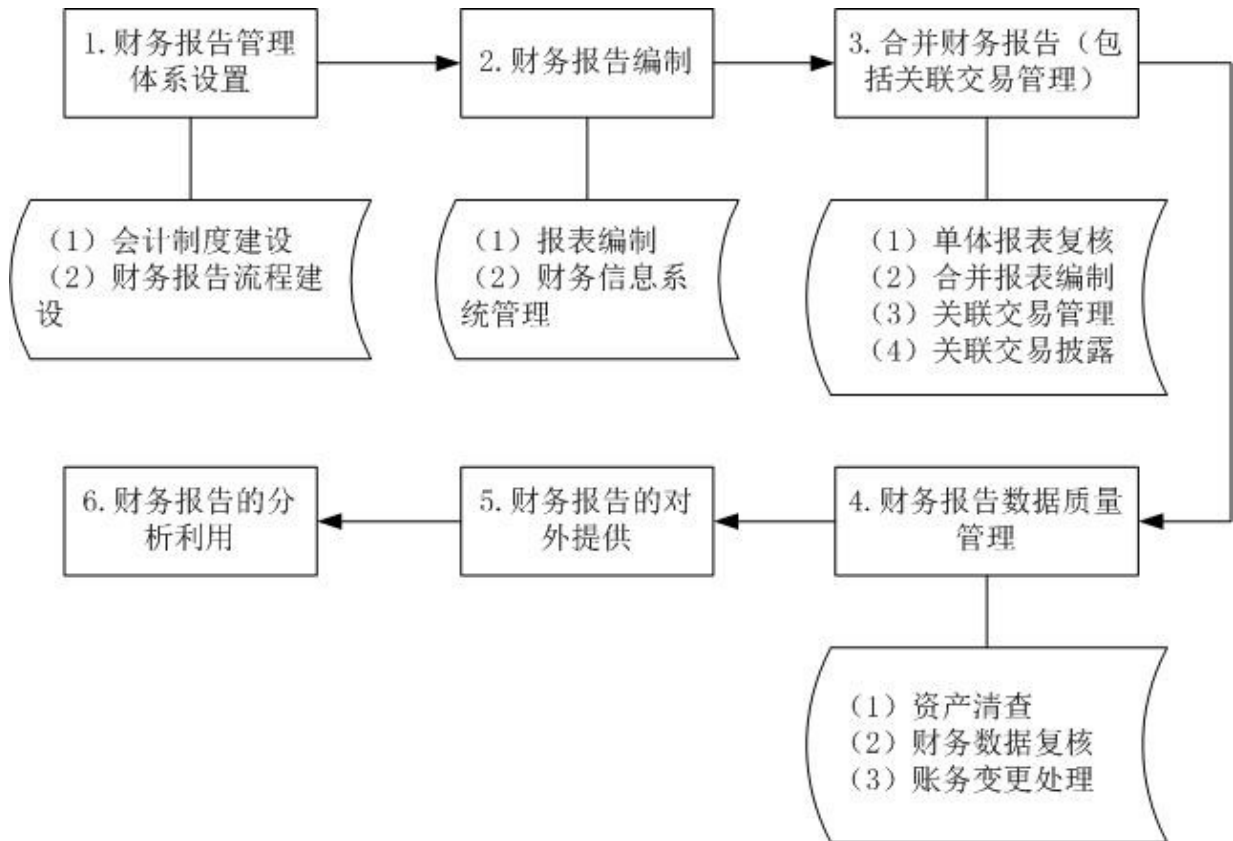 1.财务报告管理
体系设置
2.财务报告编制
3.合并财务报告（包
括关联交易管理）
（1）会计制度建设
（2）财务报告流程建
设
（1）报表编制
（2）财务信息系
统管理
（1）单体报表复核
（2）合并报表编制
（3）关联交易管理
（4）关联交易披露
6.财务报告的分
析利用
5.财务报告的对
外提供
4.财务报告数据质量
管理
（1）资产清查
（2）财务数据复核
（3）账务变更处理